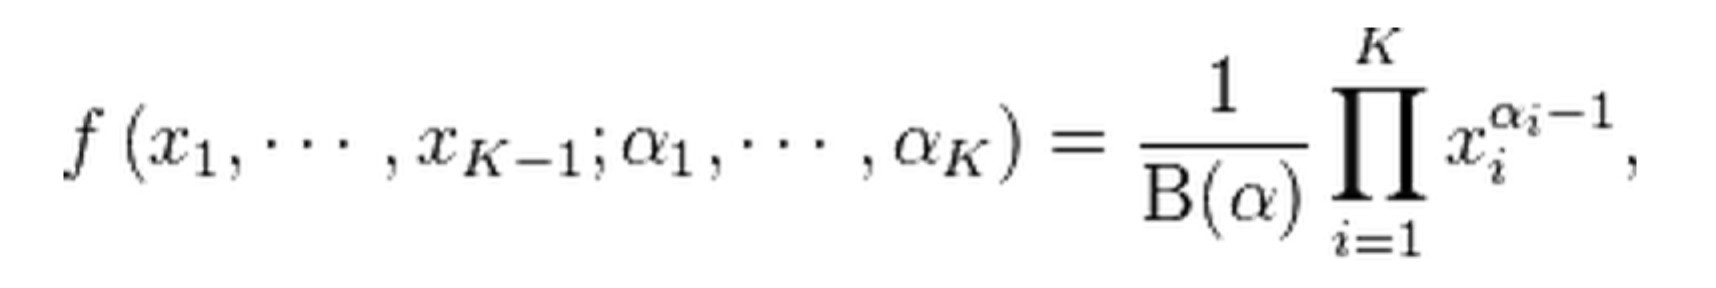 f (x_1, ⋯ , x_{K−1}; α_1, ⋯ , α_K) = \frac{1}{B(α)} \prod_{i=1}^{K} x_i^{α_i−1},